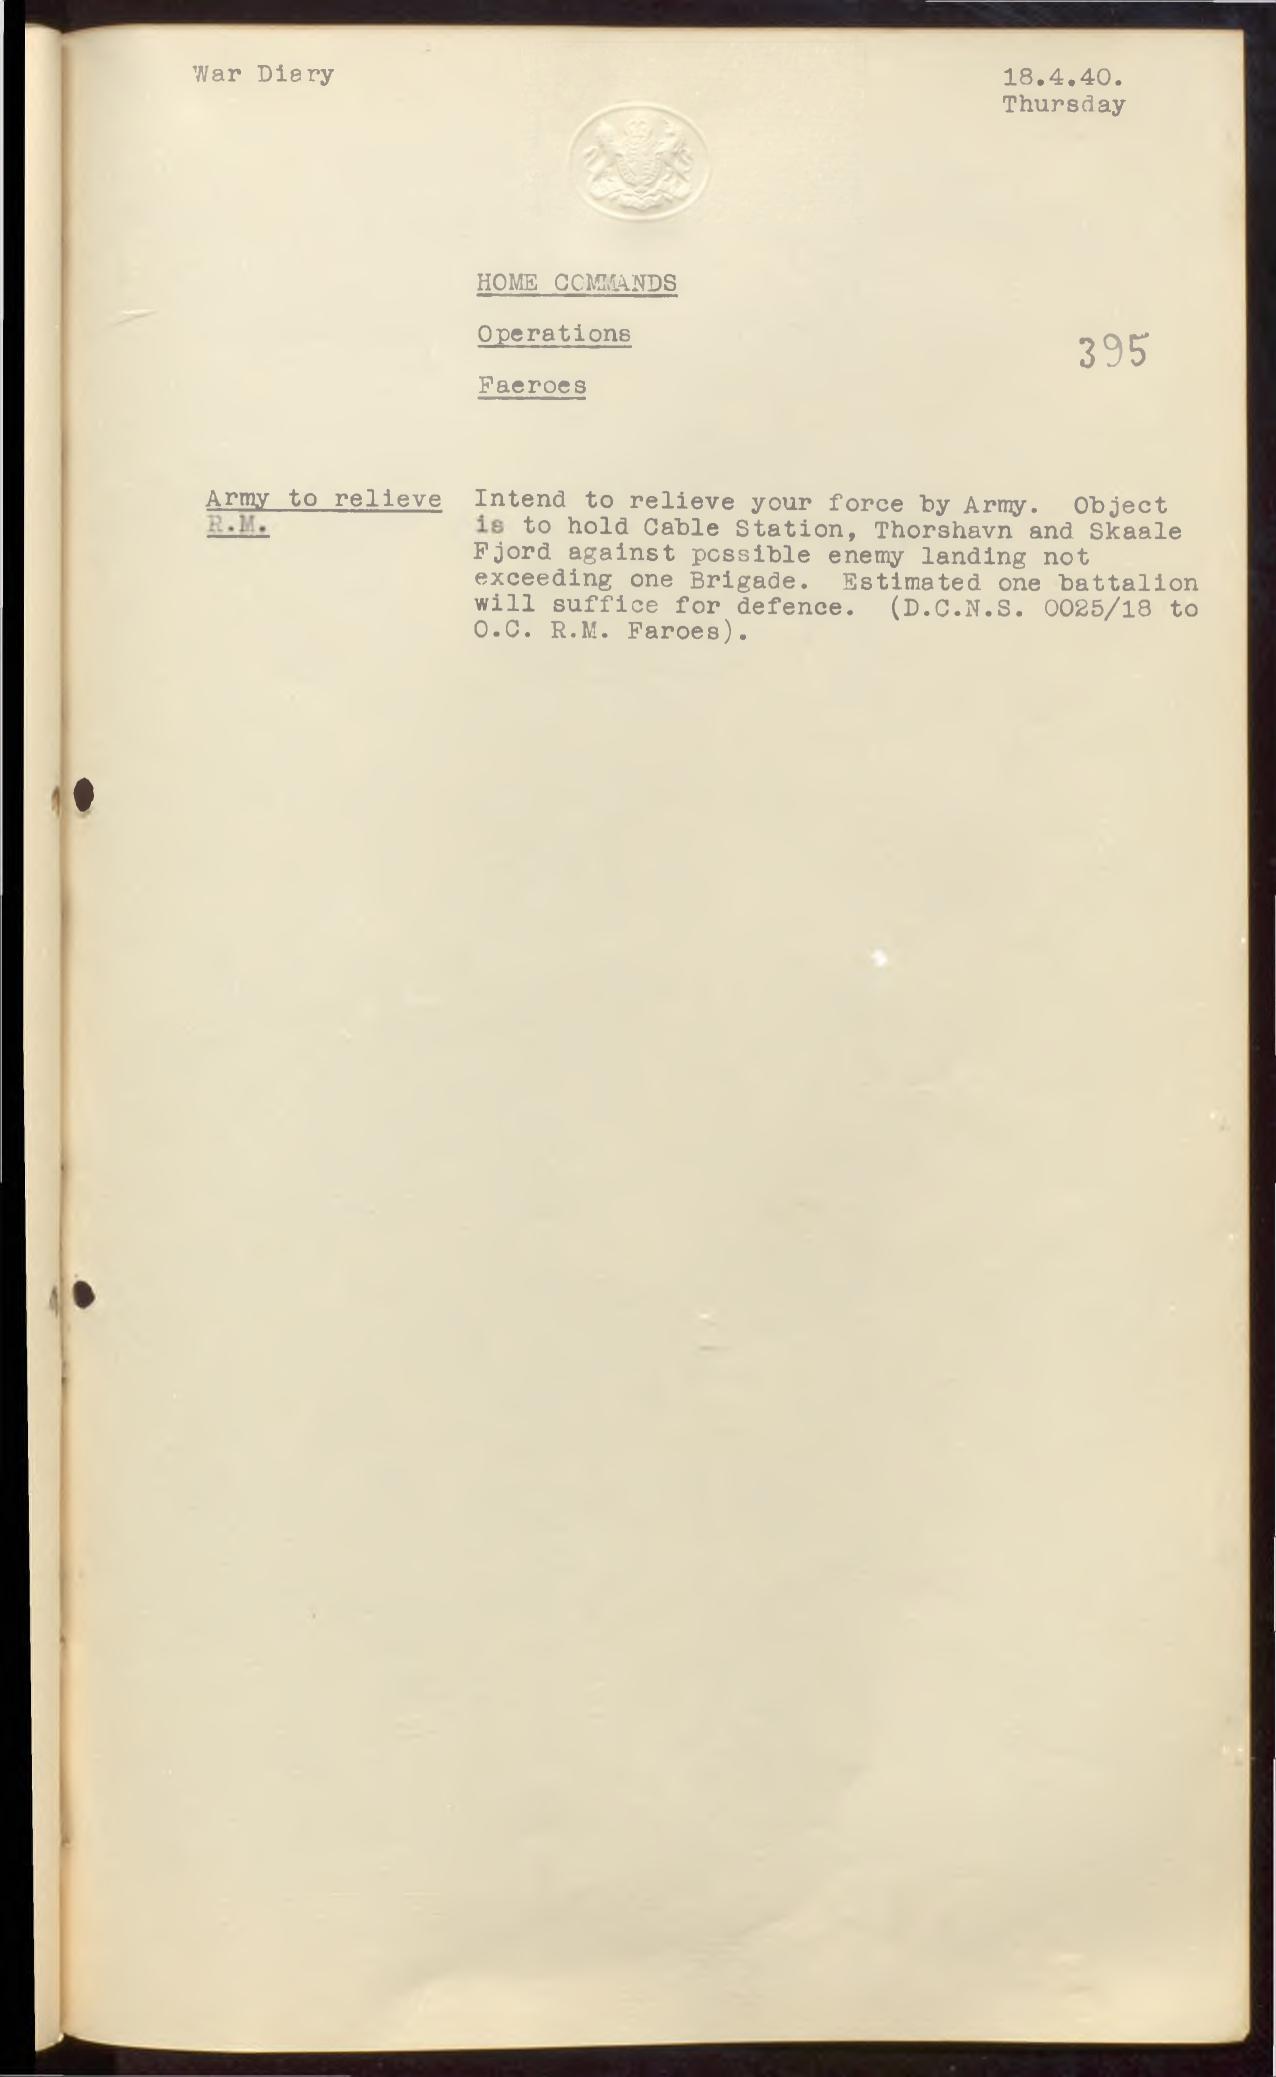 War Diary
18.4.40.
Thursday
HOME COMMANDS
Operations
395
Faeroes
Army to relieve
R.M.
Intend to relieve your force by Army. Object
is to hold Cable Station, Thorshavn and Skaale
Fjord against possible enemy landing not
exceeding one Brigade. Estimated one battalion
will suffice for defence. (D.C.N.S. 0025/18 to
O.C. R.M. Faroes).